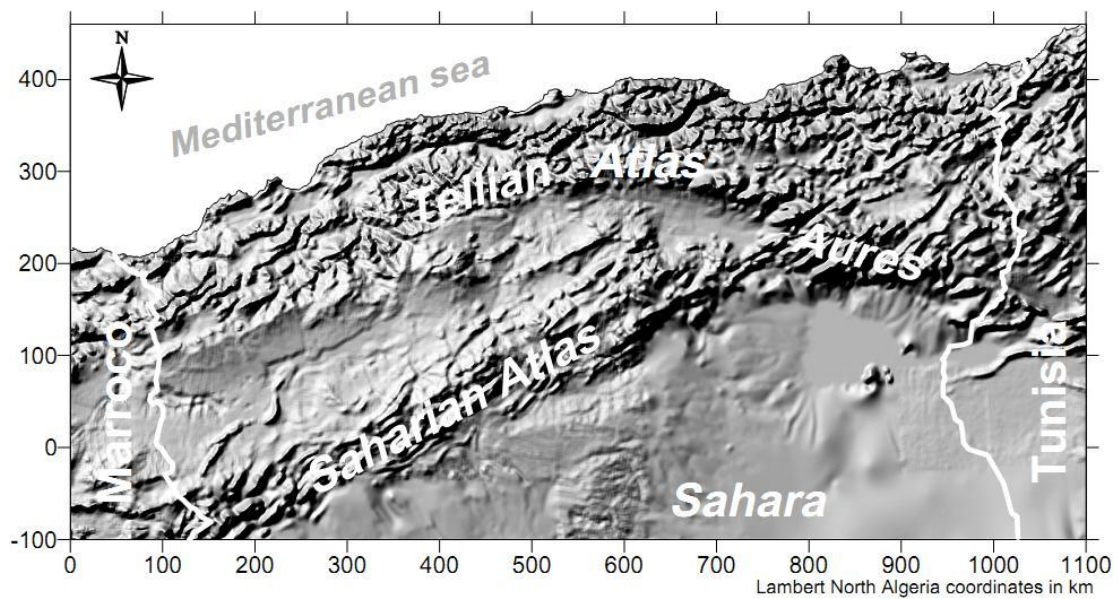 N
Mediterranean sea
Tellian Atlas
Aures
Saharian Atlas
Marroco
Tunisia
Sahara
400
300
200
100
0
-100
0 100 200 300 400 500 600 700 800 900 1000 1100
Lambert North Algeria coordinates in km